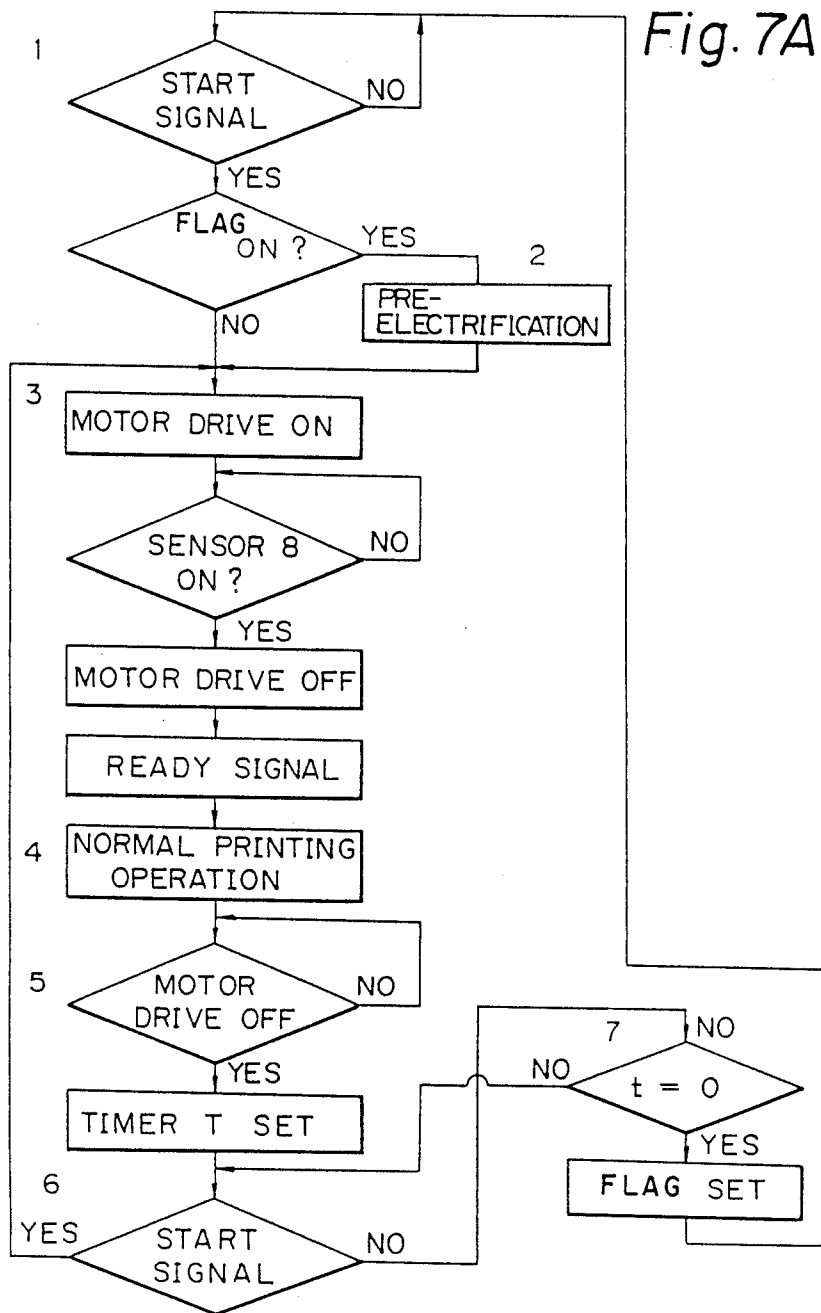 Fig. 7A
1
START
SIGNAL
NO
YES
FLAG
ON ?
YES
NO
2
PRE-
ELECTRIFICATION
3
MOTOR DRIVE ON
SENSOR 8
ON ?
NO
YES
MOTOR DRIVE OFF
READY SIGNAL
4
NORMAL PRINTING
OPERATION
5
MOTOR
DRIVE OFF
NO
YES
TIMER T SET
6
YES
START
SIGNAL
NO
7
NO
NO
t = 0
YES
FLAG SET